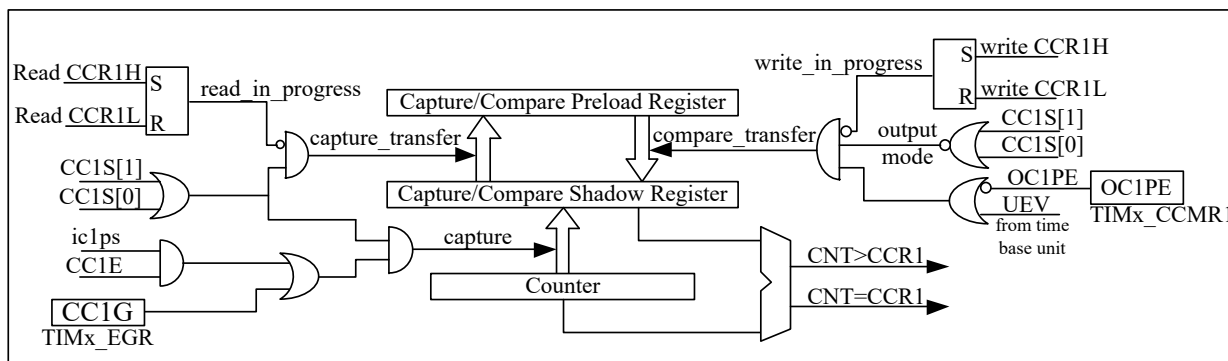 Read CCR1H
S
Read CCR1L
R
read_in_progress
CC1S[1]
CC1S[0]
ic1ps
CC1E
CC1G
TIMx_EGR
capture_transfer
capture
Capture/Compare Preload Register
Capture/Compare Shadow Register
Counter
compare_transfer
write_in_progress
S
write CCR1H
R
write CCR1L
output
mode
CC1S[1]
CC1S[0]
OC1PE
OC1PE
TIMx_CCMR1
UEV
from time
base unit
CNT>CCR1
CNT=CCR1